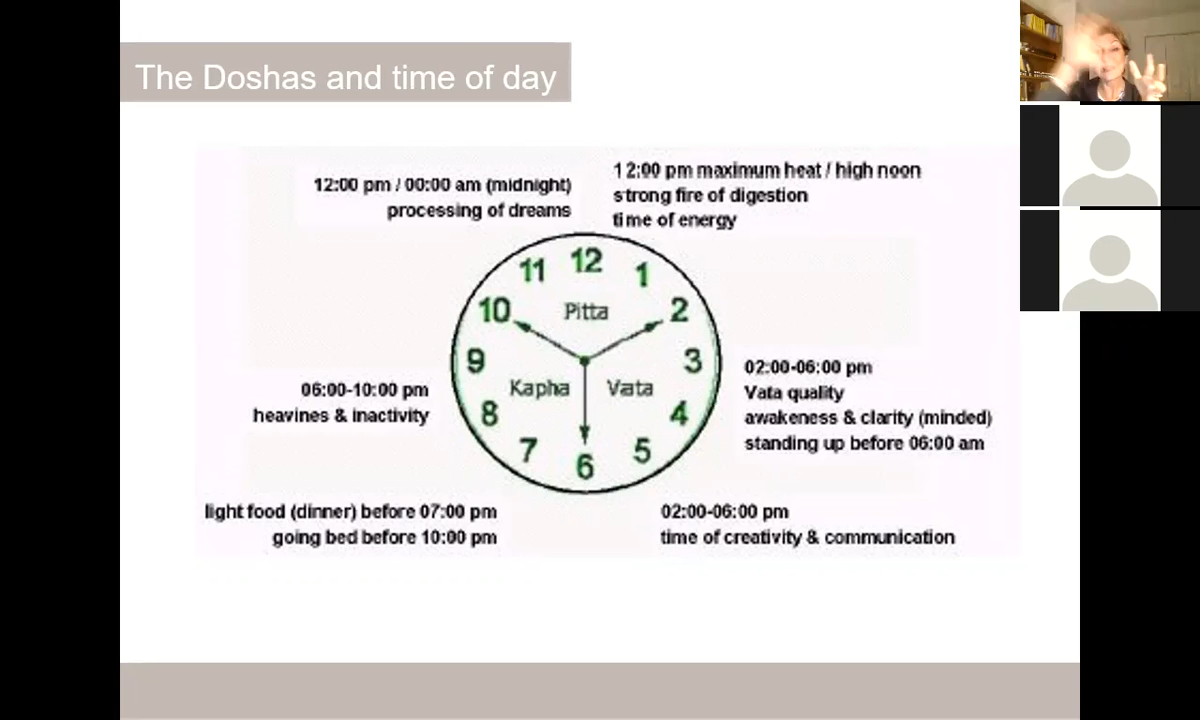 The Doshas and time of day
12:00 pm / 00:00 am (midnight)
processing of dreams
12:00 pm maximum heat / high noon
strong fire of digestion
time of energy
12
11
1
10
2
Pitta
9
3
Kapha
Vata
8
4
7
5
6
06:00-10:00 pm
heavines & inactivity
02:00-06:00 pm
Vata quality
awakeness & clarity (minded)
standing up before 06:00 am
light food (dinner) before 07:00 pm
going bed before 10:00 pm
02:00-06:00 pm
time of creativity & communication